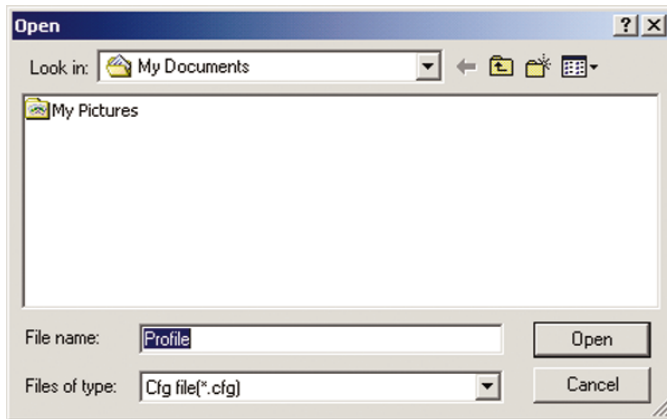 Open
Look in: My Documents
My Pictures
File name: Profile Open
Files of type: Cfg file(*.cfg) Cancel